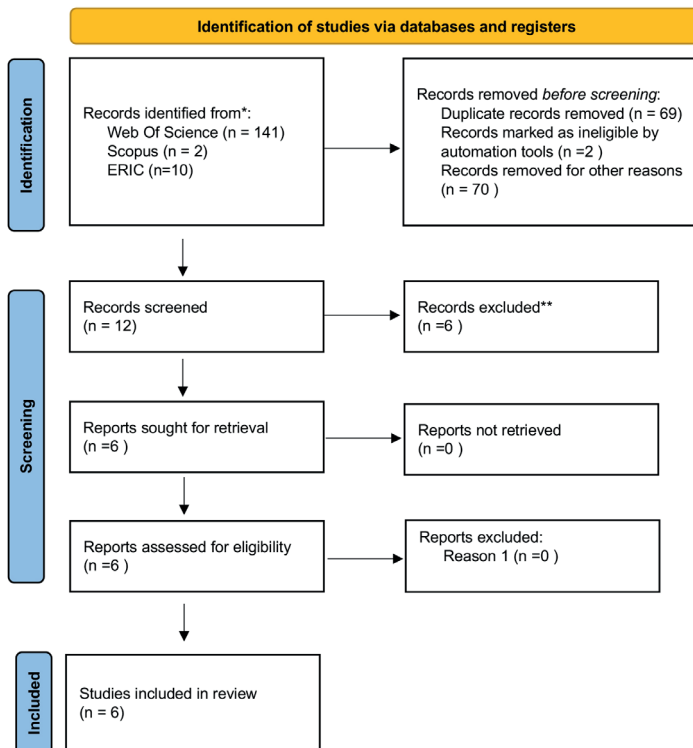 Identification of studies via databases and registers
Identification
Records identified from*:
Web Of Science (n = 141)
Scopus (n = 2)
ERIC (n=10)
Records removed before screening:
Duplicate records removed (n = 69)
Records marked as ineligible by
automation tools (n =2 )
Records removed for other reasons
(n = 70 )
Screening
Records screened
(n = 12)
Records excluded**
(n =6 )
Reports sought for retrieval
(n =6 )
Reports not retrieved
(n =0 )
Reports assessed for eligibility
(n =6 )
Reports excluded:
Reason 1 (n =0 )
Included
Studies included in review
(n = 6)